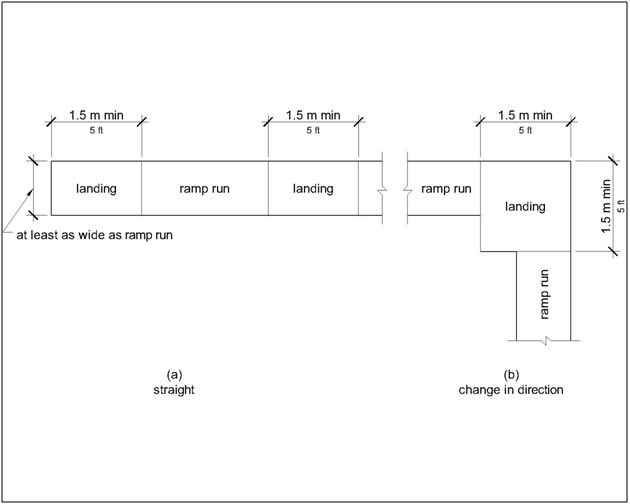 1.5 m min
5 ft
1.5 m min
5 ft
1.5 m min
5 ft
landing
ramp run
landing
ramp run
landing
1.5 m min
5 ft
at least as wide as ramp run
ramp run
(a)
straight
(b)
change in direction